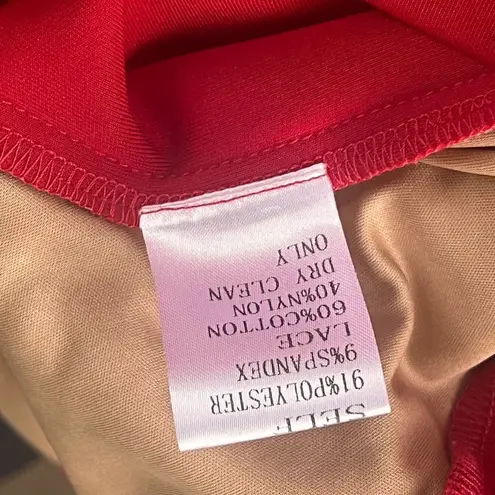 SELF
91%POLYESTER
9%SPANDEX
LACE
60%COTTON
40%NYLON
DRY CLEAN
ONLY